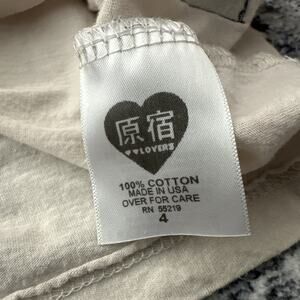 原宿
♥♥LOVERS
100% COTTON
MADE IN USA
OVER FOR CARE
RN 55219
4